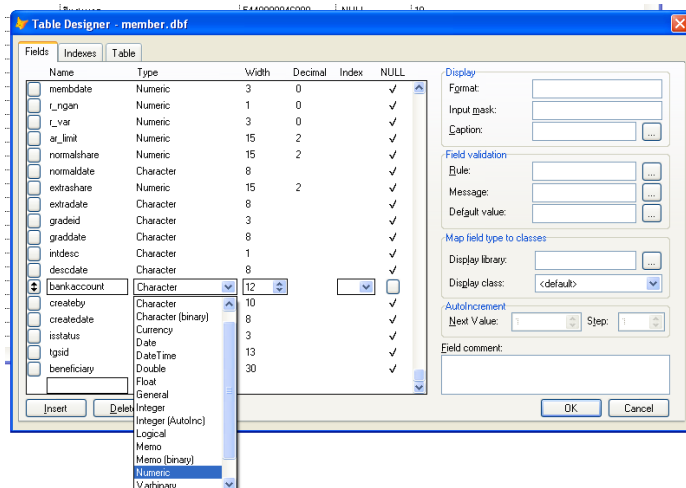 5440000046000 NULL 10
Table Designer - member.dbf
Fields Indexes Table
Name Type Width Decimal Index NULL
membdate Numeric 3 0
r_ngan Numeric 1 0
r_var Numeric 3 0
ar_limit Numeric 15 2
normalshare Numeric 15 2
normaldate Character 8
extrashare Numeric 15 2
extradate Character 8
gradeid Character 3
graddate Character 8
intdesc Character 1
descdate Character 8
bankaccount Character 12
createby Character 10
createdate Character (binary) 8
isstatus Currency 3
tgsid Date 13
beneficiary DateTime 30
Double
Float
General
Integer
Integer (AutoInc)
Logical
Memo
Memo (binary)
Numeric
Varbinary
Insert Delete
Display
Format:
Input mask:
Caption:
...
Field validation
Rule:
...
Message:
...
Default value:
...
Map field type to classes
Display library:
...
Display class: <default>
AutoIncrement
Next Value: 1 Step: 1
Field comment:
OK Cancel